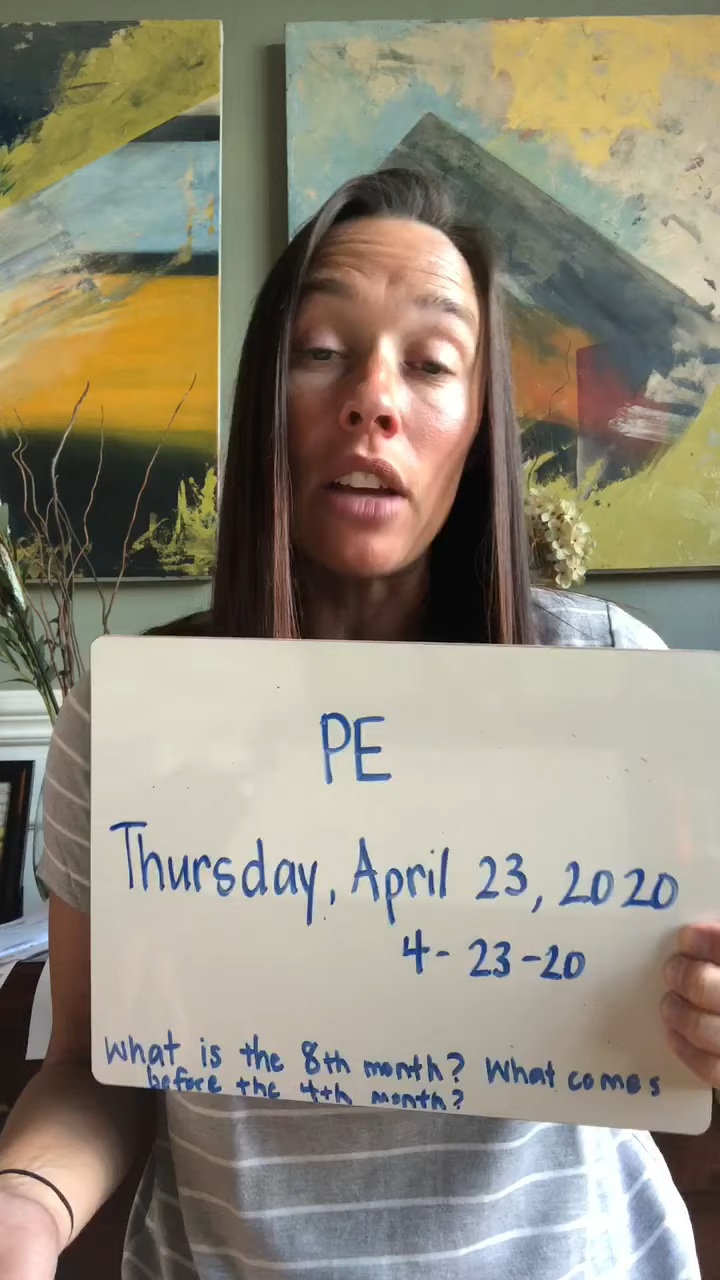 PE
Thursday, April 23, 2020
4-23-20
What is the 8th month? What comes
before the 4th month?